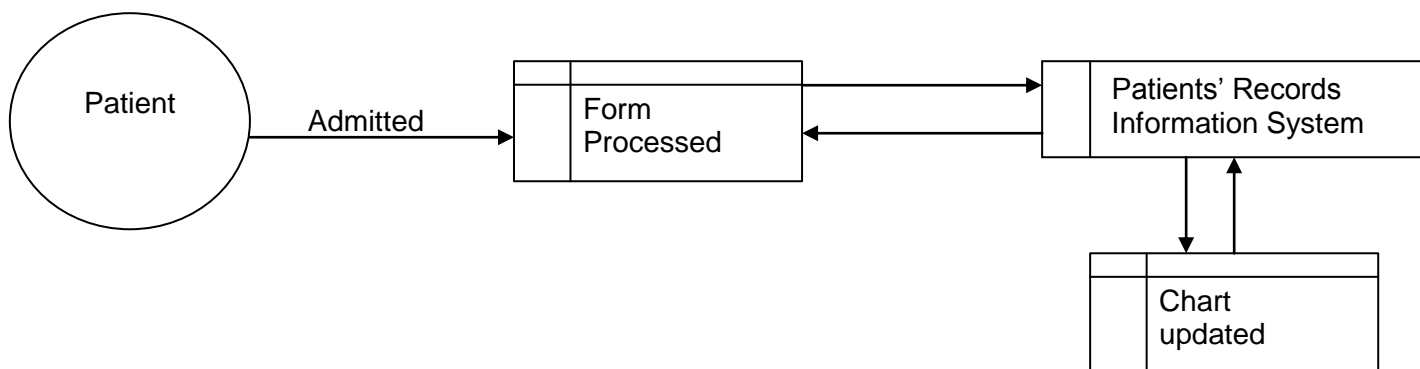 Patient
Admitted
Form
Processed
Patients’ Records
Information System
Chart
updated